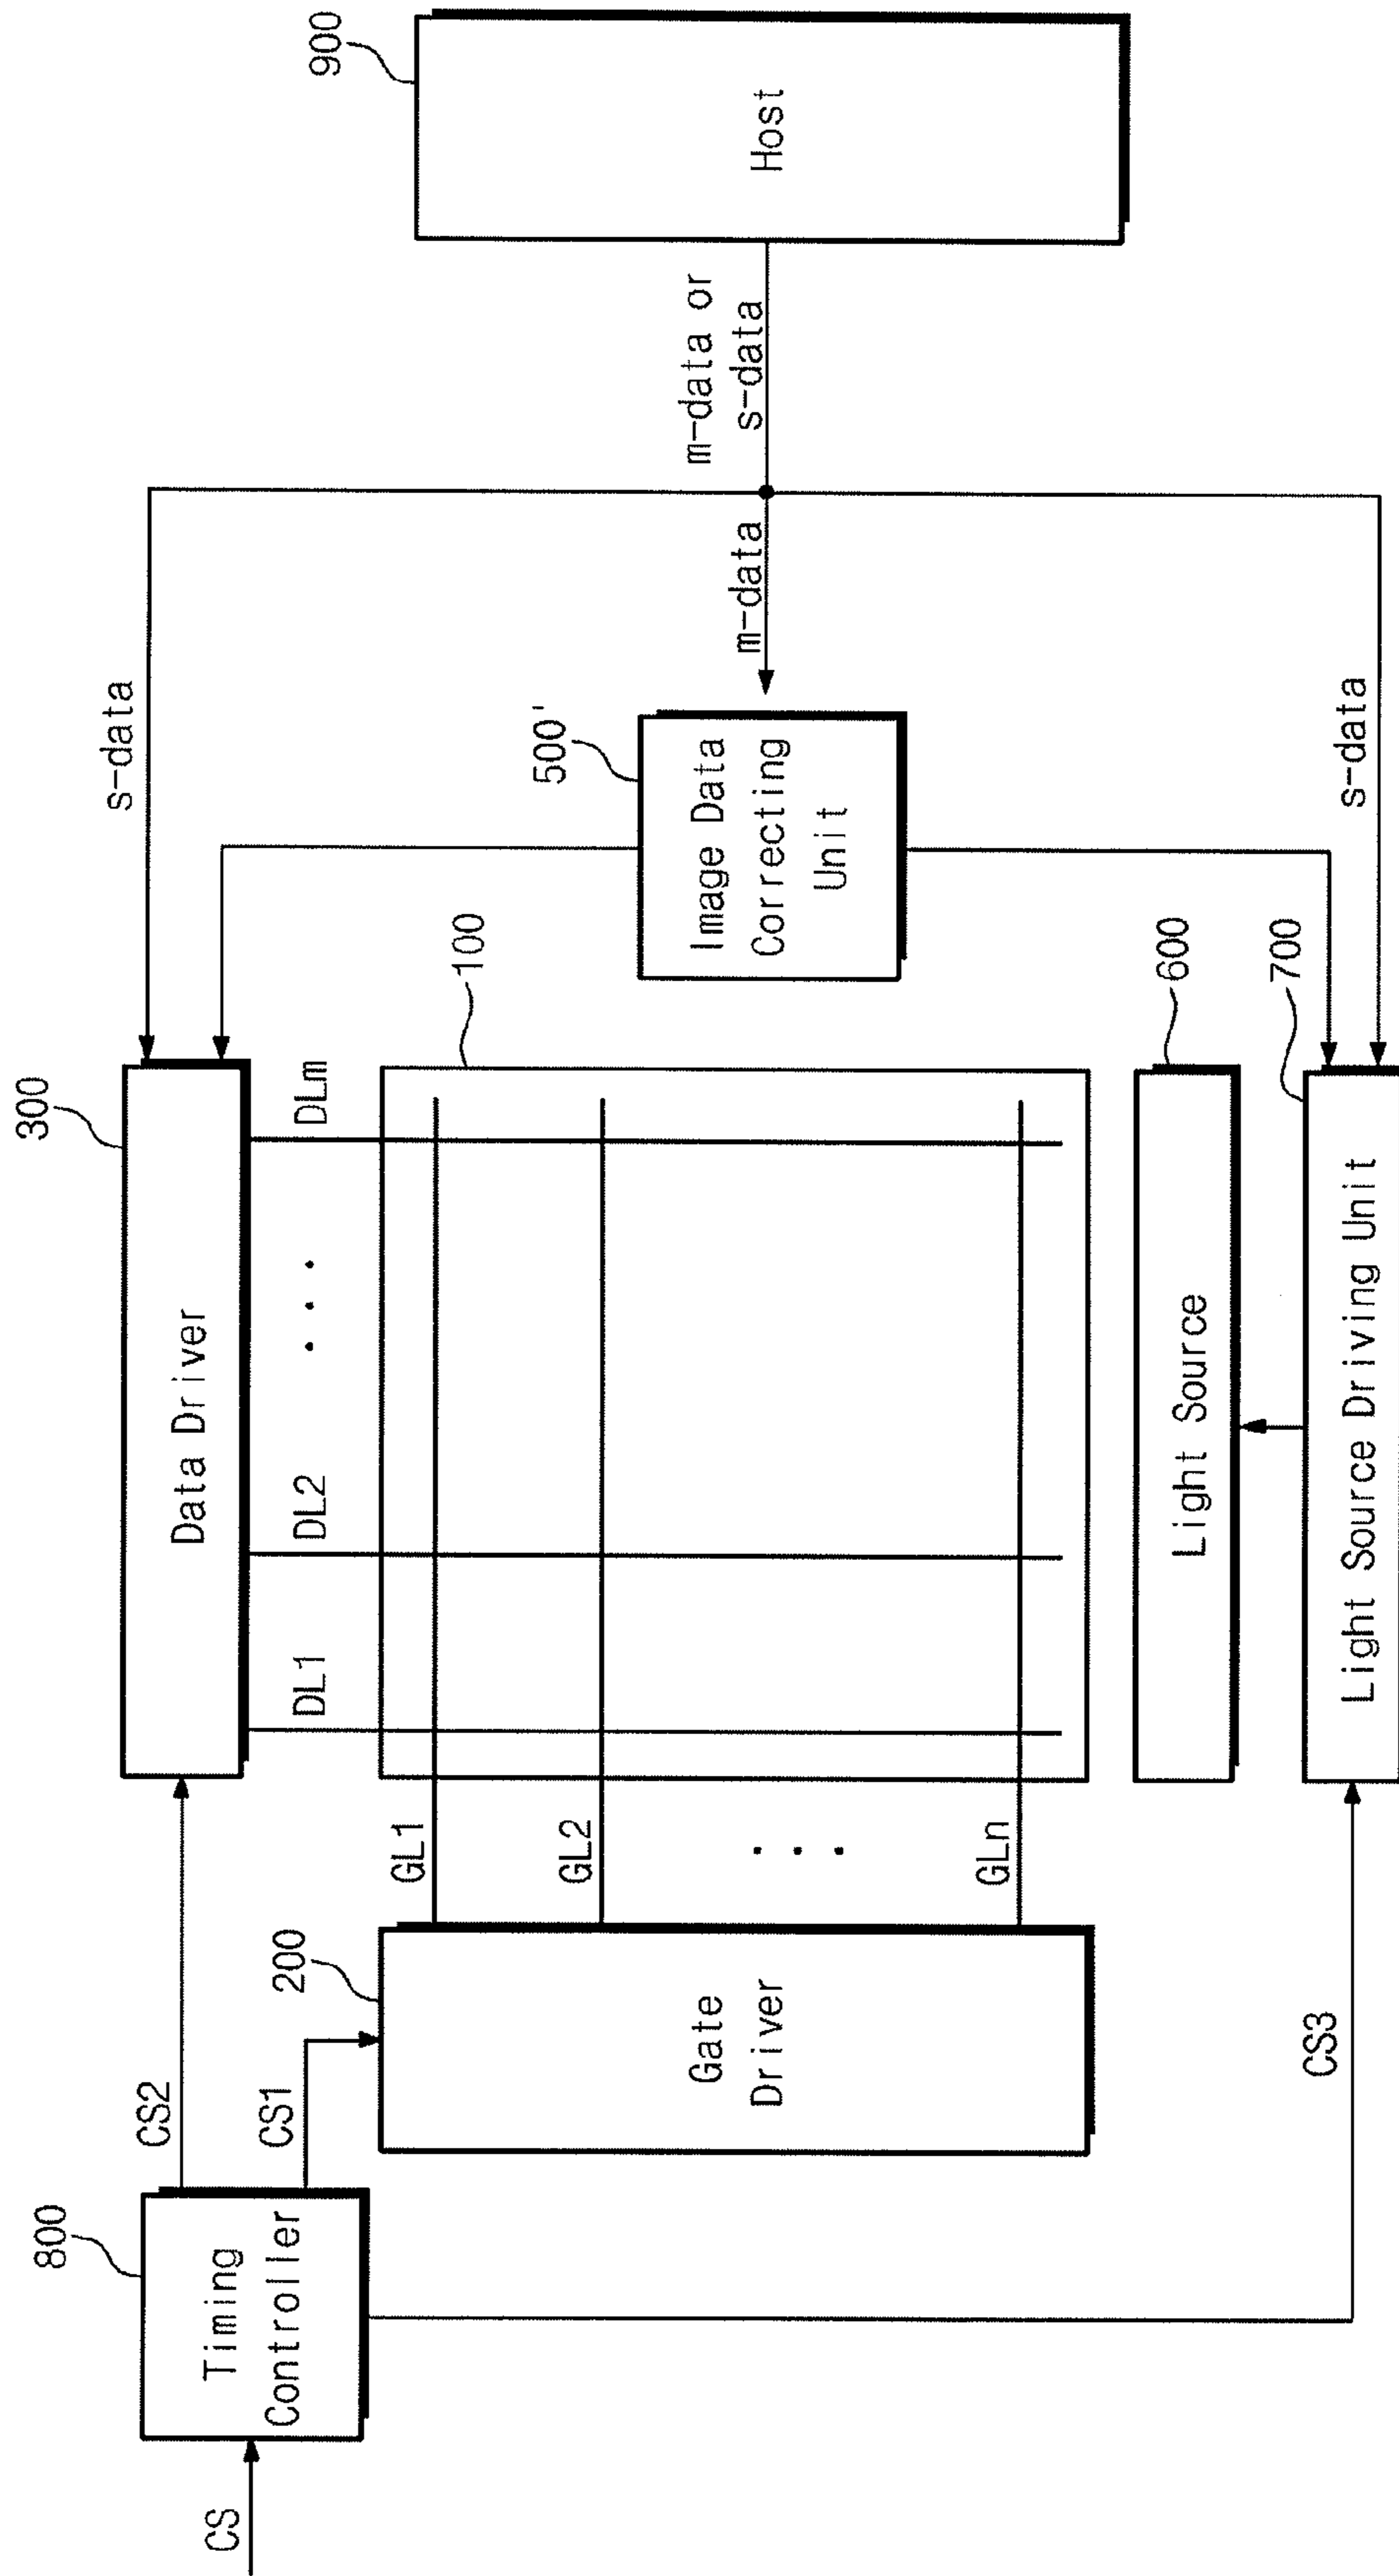 300
Data Driver
s-data
900
Host
m-data or
s-data
m-data
500'
Image Data
Correcting
Unit
s-data
800
Timing
Controller
CS
CS2
CS1
CS3
200
Gate
Driver
GL1
GL2
. . .
GLn
DL1
DL2
. . .
DLm
100
600
Light Source
700
Light Source Driving Unit